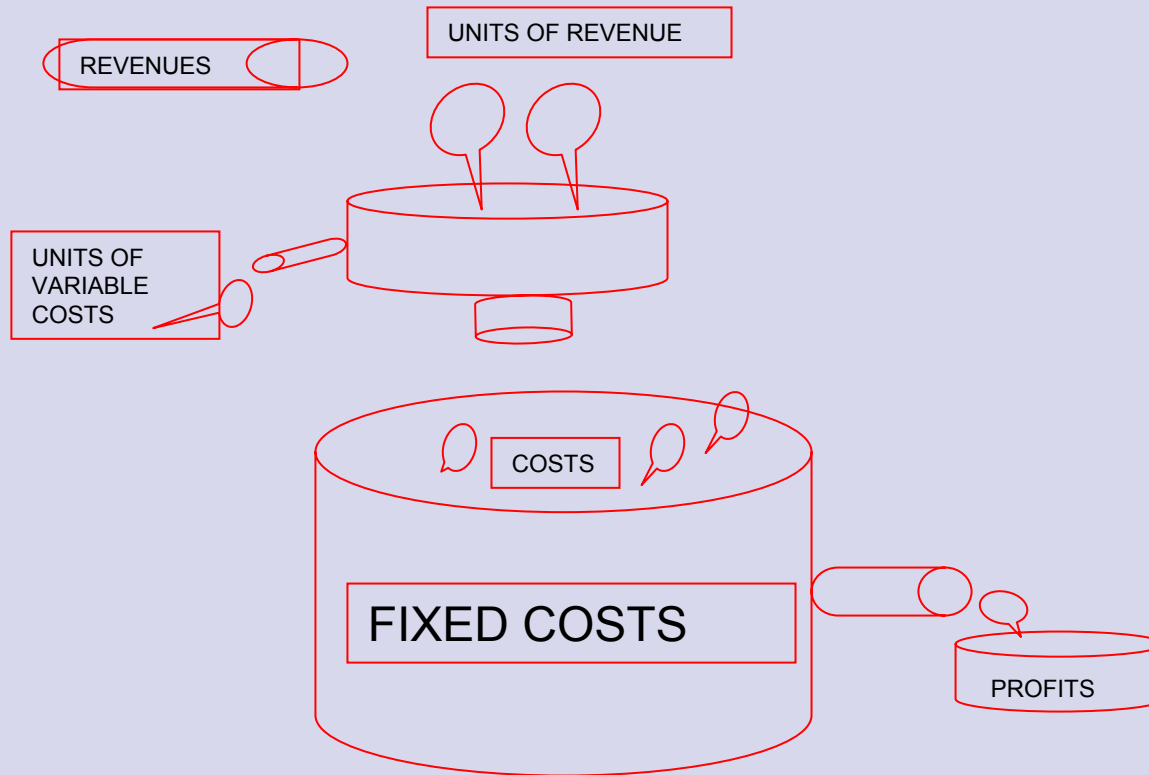 UNITS OF REVENUE
REVENUES
UNITS OF
VARIABLE
COSTS
COSTS
FIXED COSTS
PROFITS